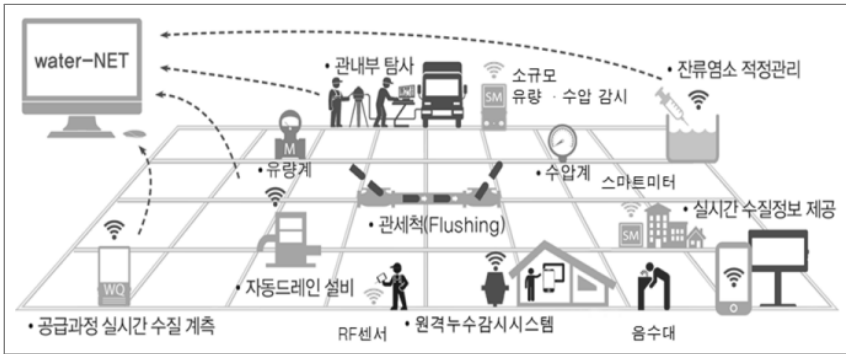 water-NET
• 관내부 탐사
소규모
유량 · 수압 감시
SM
• 잔류염소 적정관리
M
• 유량계
• 수압계
스마트미터
• 관세척(Flushing)
• 실시간 수질정보 제공
SM
WQ
• 자동드레인 설비
• 공급과정 실시간 수질 계측
RF센서
• 원격누수감시시스템
음수대